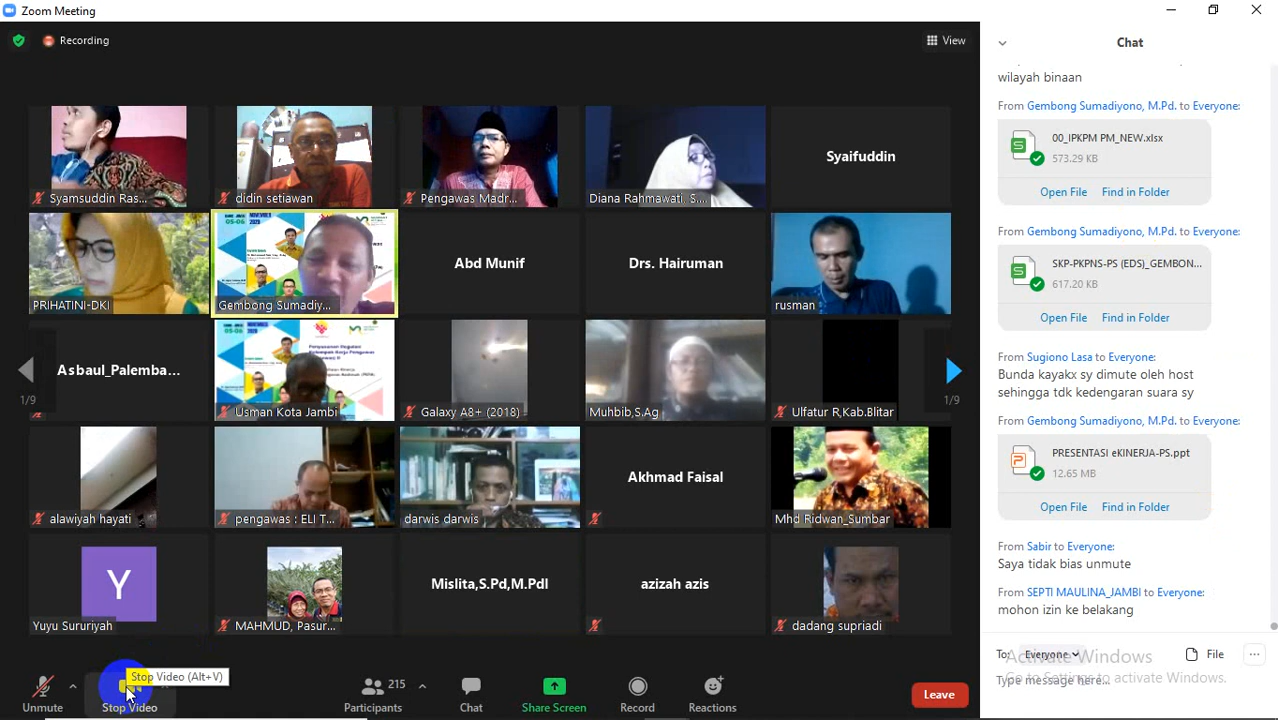 Zoom Meeting
Recording
View
Syamsuddin Ras...
didin setiawan
Pengawas Madr...
Diana Rahmawati, S....
Syaifuddin
PRIHATINI-DKI
05-06
2020
Gembong Sumadiy...
Abd Munif
Drs. Hairuman
rusman
1/9
Asbaul_Palemba...
05-06
Usman Kota Jambi
Galaxy A8+ (2018)
Muhbib,S.Ag
Ulfatur R,Kab.Blitar
1/9
alawiyah hayati
pengawas : ELI T...
darwis darwis
Akhmad Faisal
Mhd Ridwan_Sumbar
Y
Yuyu Sururiyah
MAHMUD, Pasur...
Mislita,S.Pd,M.PdI
azizah azis
dadang supriadi
Stop Video (Alt+V)
Unmute
Stop Video
215
Participants
Chat
Share Screen
Record
Reactions
Leave
Chat
wilayah binaan
From Gembong Sumadiyono, M.Pd. to Everyone:
00_IPKPM PM_NEW.xlsx
573.29 KB
Open File Find in Folder
From Gembong Sumadiyono, M.Pd. to Everyone:
SKP-PKPNS-PS (EDS)_GEMBON...
617.20 KB
Open File Find in Folder
From Sugiono Lasa to Everyone:
Bunda kayakx sy dimute oleh host
sehingga tdk kedengaran suara sy
From Gembong Sumadiyono, M.Pd. to Everyone:
PRESENTASI eKINERJA-PS.ppt
12.65 MB
Open File Find in Folder
From Sabir to Everyone:
Saya tidak bias unmute
From SEPTI MAULINA_JAMBI to Everyone:
mohon izin ke belakang
To: Everyone
File
Activate Windows
Type message here...
Go to Settings to activate Windows.